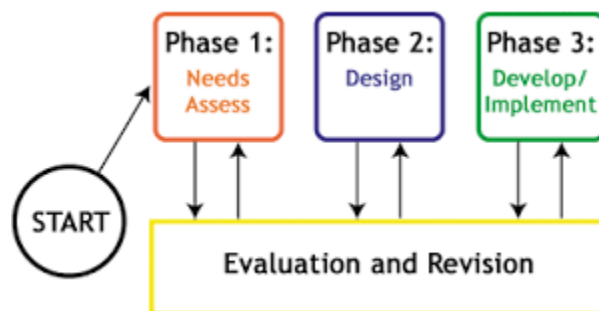 Phase 1:
Needs
Assess
Phase 2:
Design
Phase 3:
Develop/
Implement
START
Evaluation and Revision